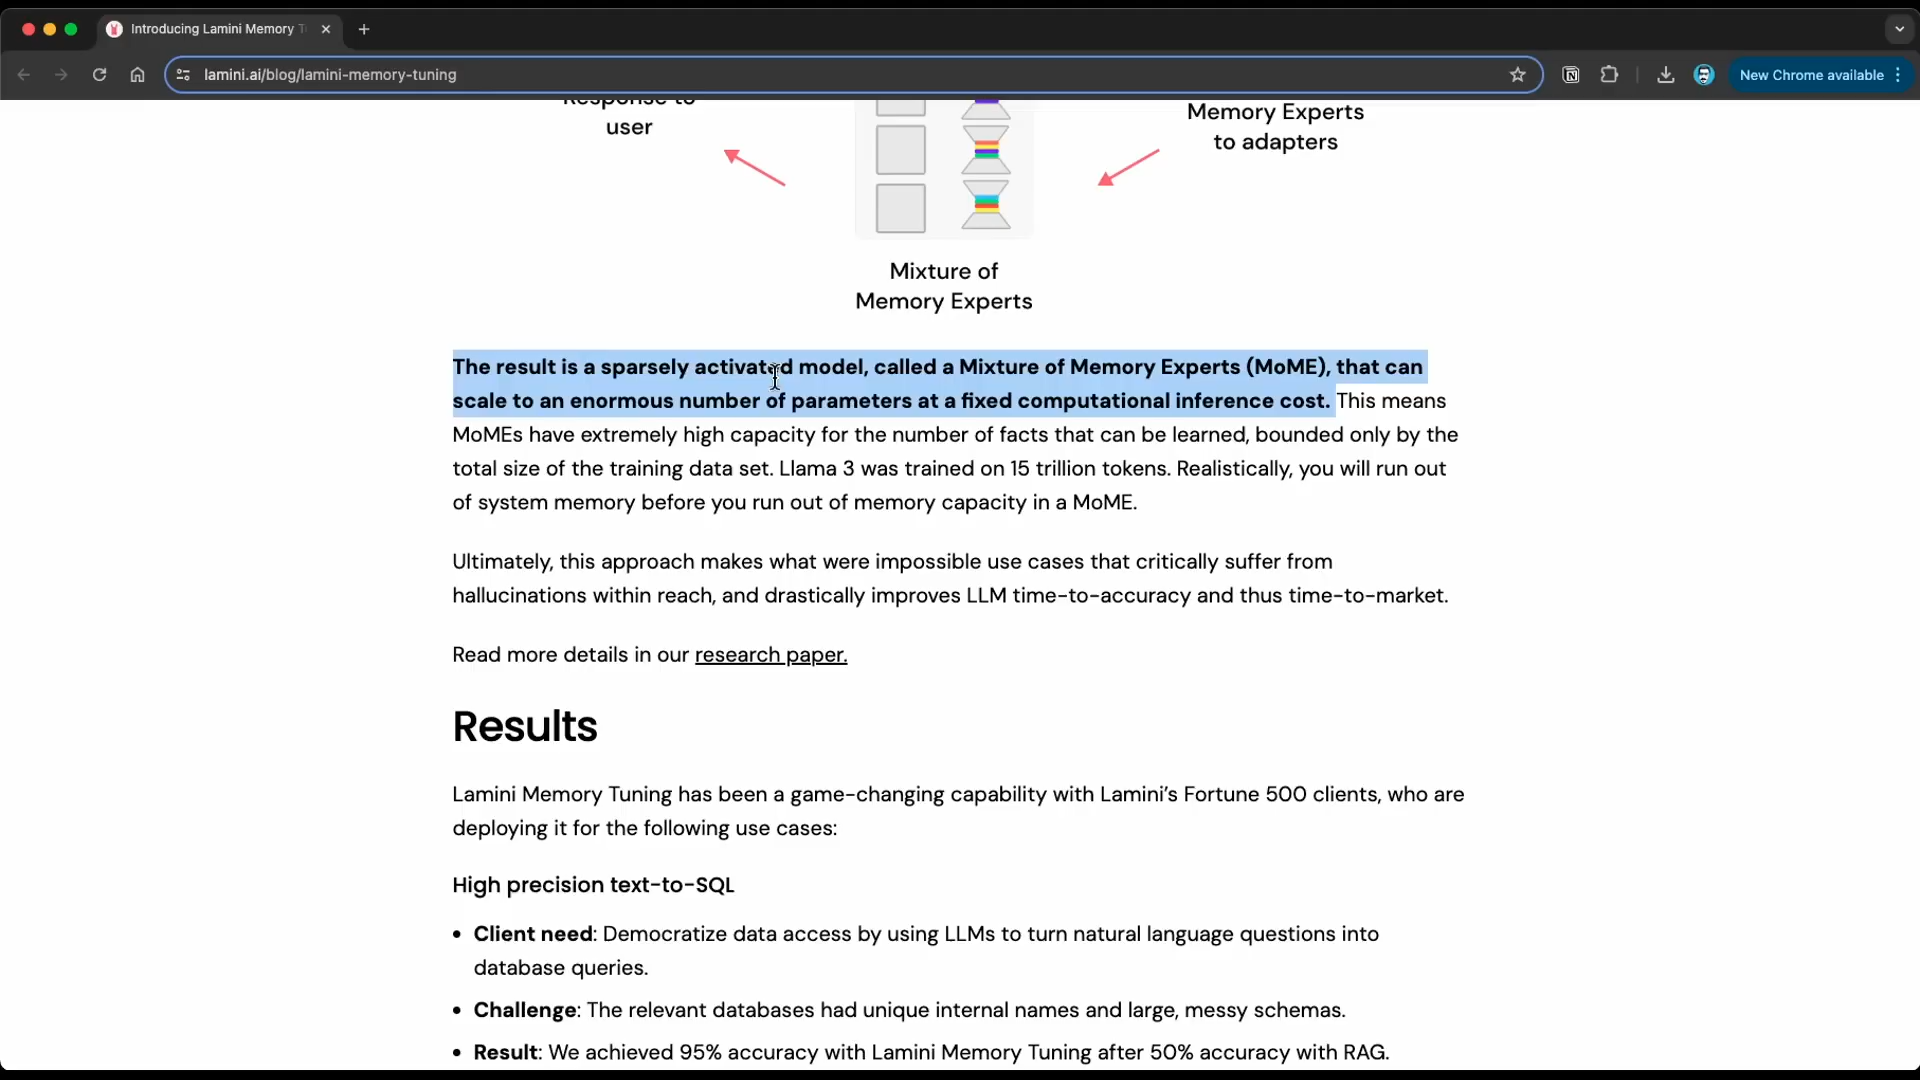 Introducing Lamini Memory T
lamini.ai/blog/lamini-memory-tuning
New Chrome available
Response to
user
Memory Experts
to adapters
Mixture of
Memory Experts
The result is a sparsely activated model, called a Mixture of Memory Experts (MoME), that can
scale to an enormous number of parameters at a fixed computational inference cost. This means
MoMEs have extremely high capacity for the number of facts that can be learned, bounded only by the
total size of the training data set. Llama 3 was trained on 15 trillion tokens. Realistically, you will run out
of system memory before you run out of memory capacity in a MoME.
Ultimately, this approach makes what were impossible use cases that critically suffer from
hallucinations within reach, and drastically improves LLM time-to-accuracy and thus time-to-market.
Read more details in our research paper.
Results
Lamini Memory Tuning has been a game-changing capability with Lamini’s Fortune 500 clients, who are
deploying it for the following use cases:
High precision text-to-SQL
• Client need: Democratize data access by using LLMs to turn natural language questions into
database queries.
• Challenge: The relevant databases had unique internal names and large, messy schemas.
• Result: We achieved 95% accuracy with Lamini Memory Tuning after 50% accuracy with RAG.